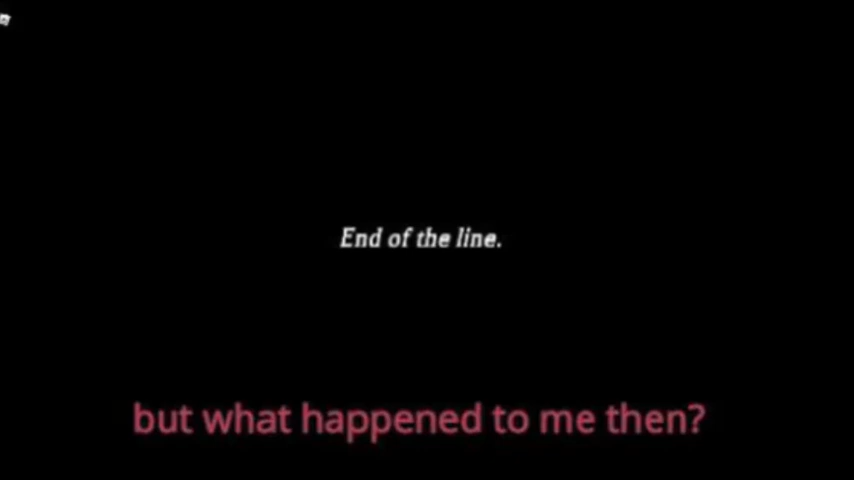 End of the line.
but what happened to me then?